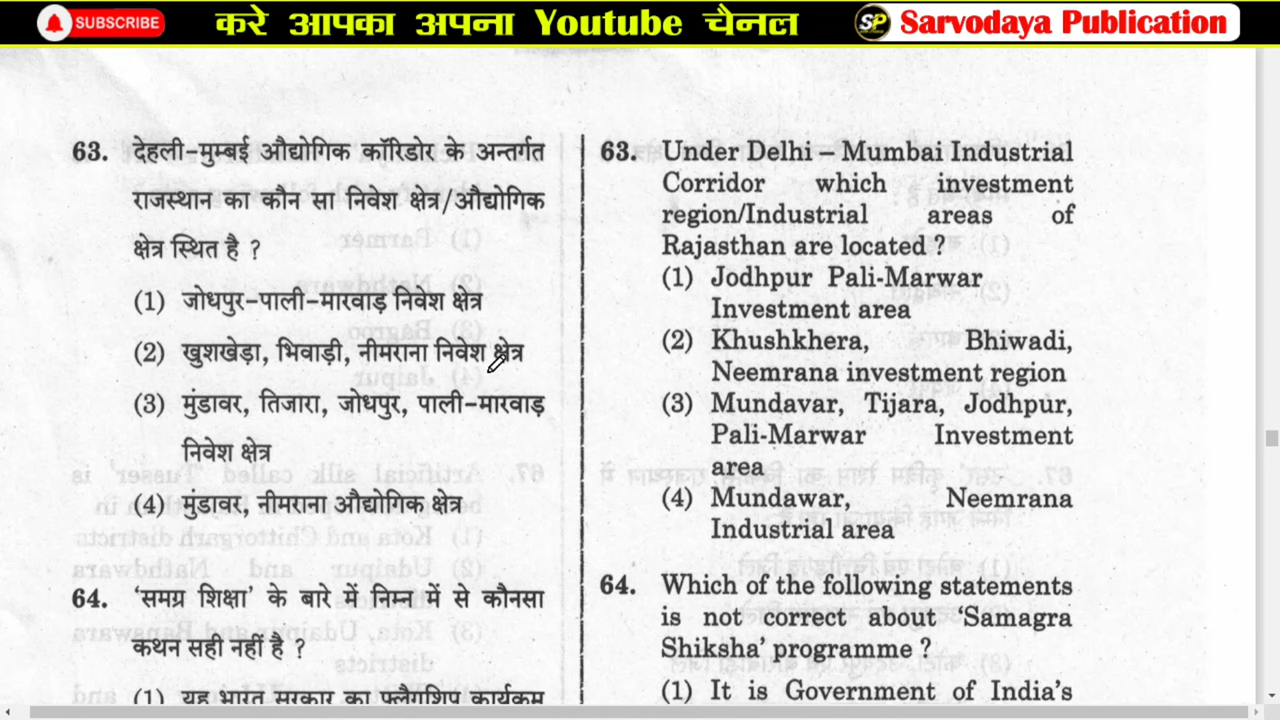 SUBSCRIBE करे आपका अपना Youtube चैनल SP Sarvodaya Publication
63. देहली-मुम्बई औद्योगिक कॉरिडोर के अन्तर्गत
राजस्थान का कौन सा निवेश क्षेत्र/औद्योगिक
क्षेत्र स्थित है ?
(1) जोधपुर-पाली-मारवाड़ निवेश क्षेत्र
(2) खुशखेड़ा, भिवाड़ी, नीमराना निवेश क्षेत्र
(3) मुंडावर, तिजारा, जोधपुर, पाली-मारवाड़
निवेश क्षेत्र
(4) मुंडावर, नीमराना औद्योगिक क्षेत्र
64. 'समग्र शिक्षा' के बारे में निम्न में से कौनसा
कथन सही नहीं है ?
(1) यह भारत सरकार का फ्लैगशिप कार्यक्रम
63. Under Delhi – Mumbai Industrial
Corridor which investment
region/Industrial areas of
Rajasthan are located ?
(1) Jodhpur Pali-Marwar
Investment area
(2) Khushkhera, Bhiwadi,
Neemrana investment region
(3) Mundavar, Tijara, Jodhpur,
Pali-Marwar Investment
area
(4) Mundawar, Neemrana
Industrial area
64. Which of the following statements
is not correct about 'Samagra
Shiksha' programme ?
(1) It is Government of India's